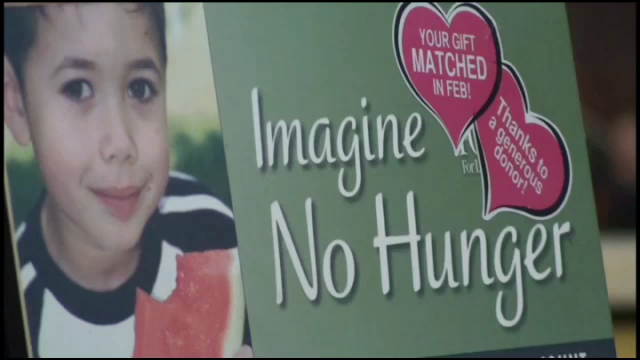 YOUR GIFT
MATCHED
IN FEB!
Thanks to
a generous
donor!
Imagine
No Hunger